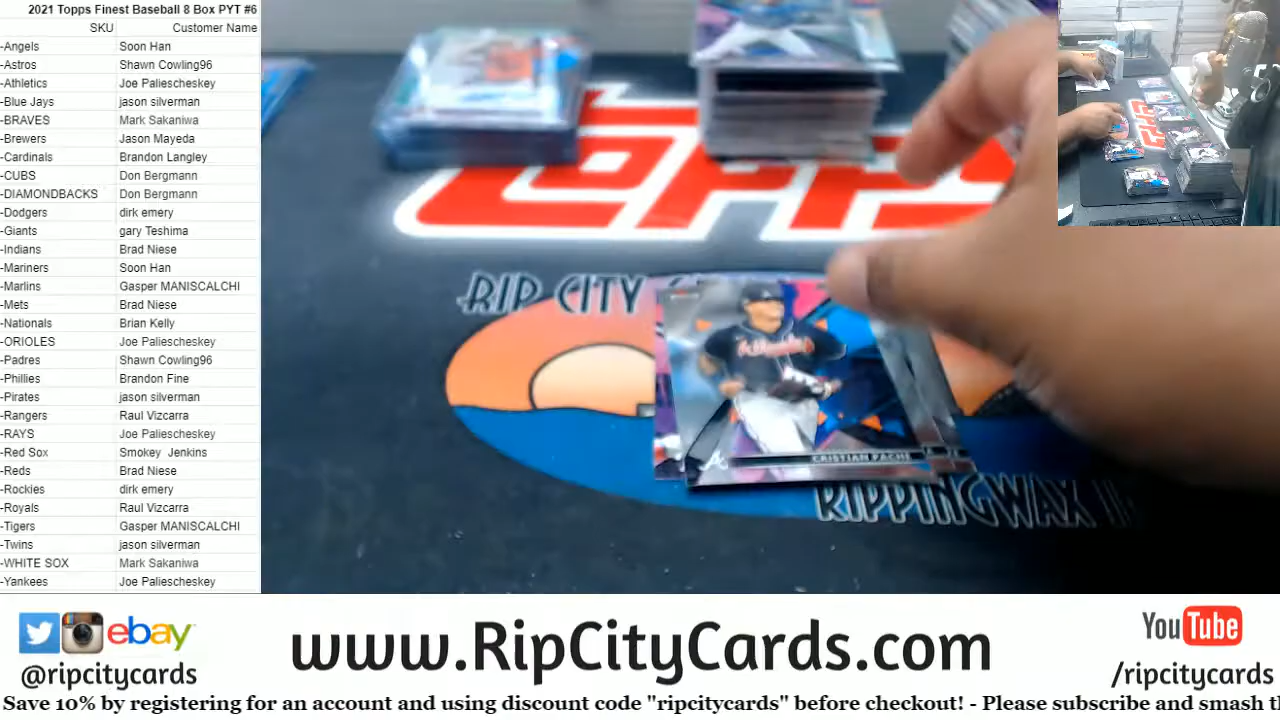 2021 Topps Finest Baseball 8 Box PYT #6
SKU Customer Name
-Angels Soon Han
-Astros Shawn Cowling96
-Athletics Joe Paliescheskey
-Blue Jays jason silverman
-BRAVES Mark Sakaniwa
-Brewers Jason Mayeda
-Cardinals Brandon Langley
-CUBS Don Bergmann
-DIAMONDBACKS Don Bergmann
-Dodgers dirk emery
-Giants gary Teshima
-Indians Brad Niese
-Mariners Soon Han
-Marlins Gasper MANISCALCHI
-Mets Brad Niese
-Nationals Brian Kelly
-ORIOLES Joe Paliescheskey
-Padres Shawn Cowling96
-Phillies Brandon Fine
-Pirates jason silverman
-Rangers Raul Vizcarra
-RAYS Joe Paliescheskey
-Red Sox Smokey Jenkins
-Reds Brad Niese
-Rockies dirk emery
-Royals Raul Vizcarra
-Tigers Gasper MANISCALCHI
-Twins jason silverman
-WHITE SOX Mark Sakaniwa
-Yankees Joe Paliescheskey
TOPPS
RIP CITY
CRISTIAN PACHE
RIPPINGWAX
ebay
@ripcitycards
www.RipCityCards.com
YouTube
/ripcitycards
Save 10% by registering for an account and using discount code "ripcitycards" before checkout! - Please subscribe and smash